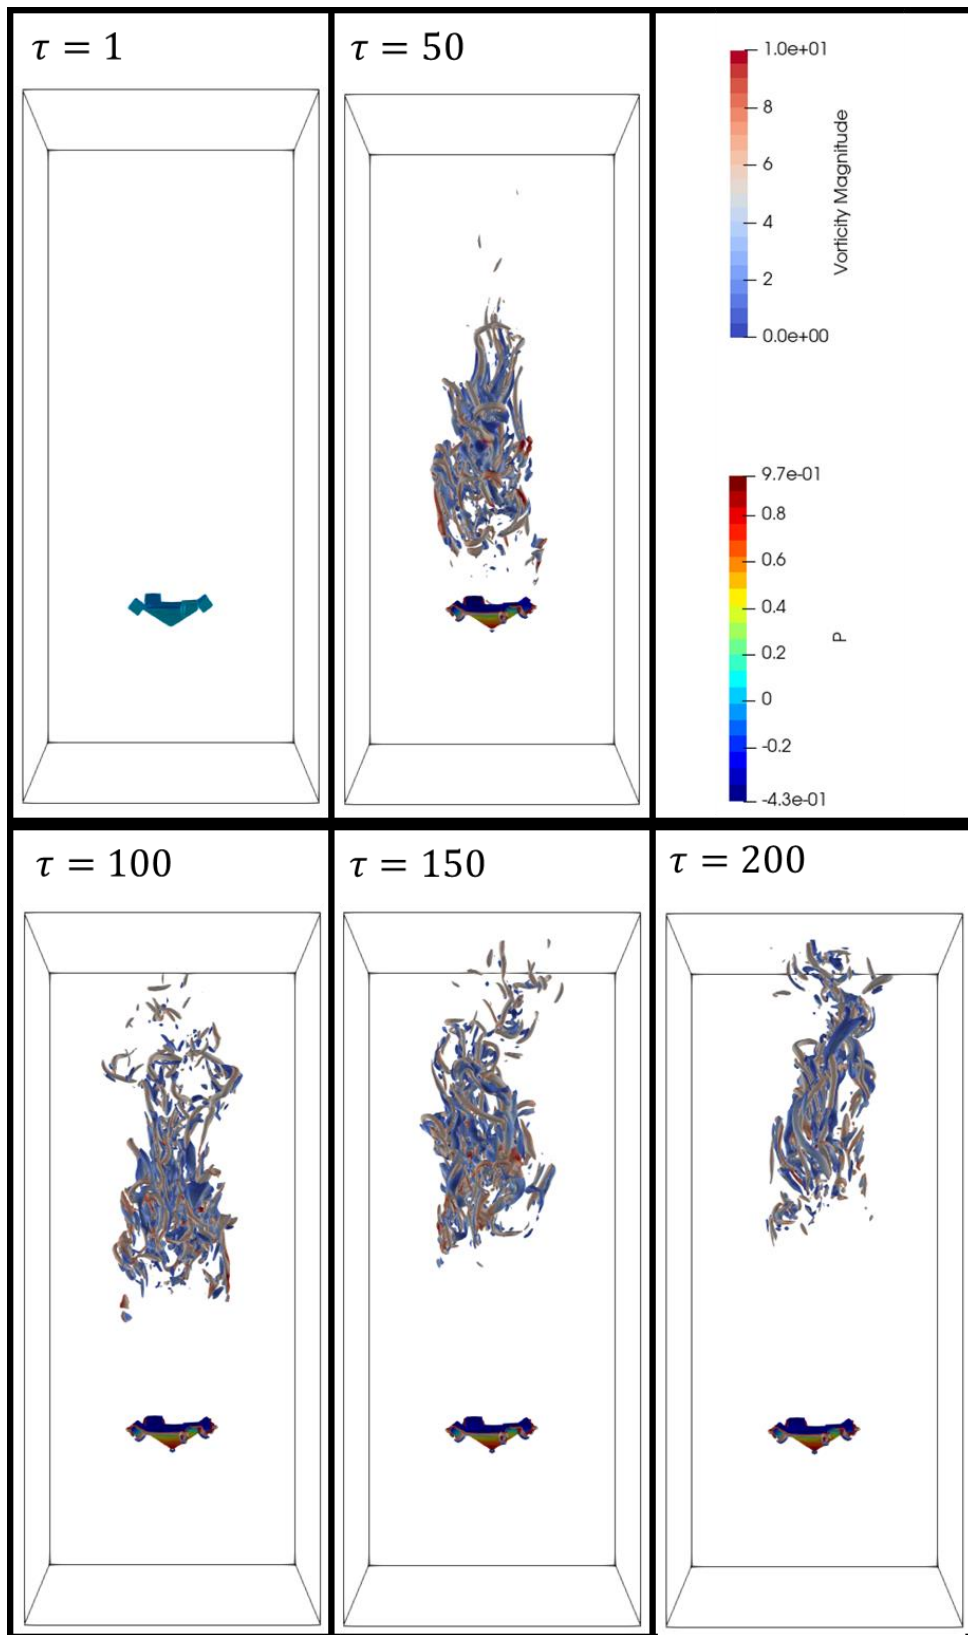 τ = 1
τ = 50
1.0e+01
8
6
4
2
0.0e+00
Vorticity Magnitude
9.7e-01
0.8
0.6
0.4
0.2
0
-0.2
-4.3e-01
P
τ = 100
τ = 150
τ = 200